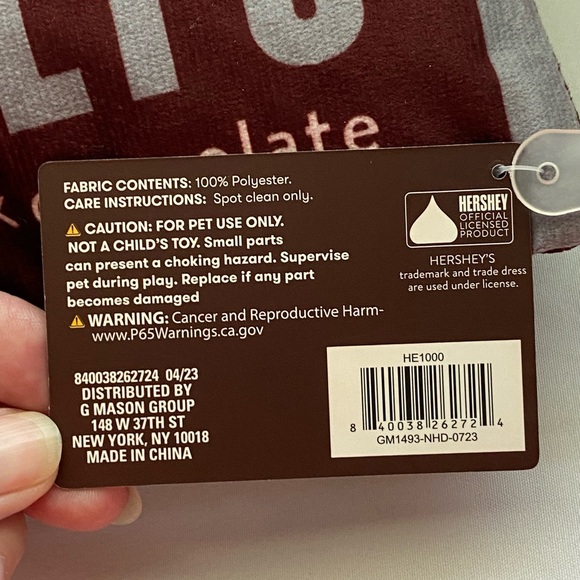 olate
FABRIC CONTENTS: 100% Polyester.
CARE INSTRUCTIONS: Spot clean only.
CAUTION: FOR PET USE ONLY.
NOT A CHILD'S TOY. Small parts
can present a choking hazard. Supervise
pet during play. Replace if any part
becomes damaged
WARNING: Cancer and Reproductive Harm-
www.P65Warnings.ca.gov
HERSHEY
OFFICIAL
LICENSED
PRODUCT
HERSHEY'S
trademark and trade dress
are used under license.
840038262724 04/23
DISTRIBUTED BY
G MASON GROUP
148 W 37TH ST
NEW YORK, NY 10018
MADE IN CHINA
HE1000
8 40038 26272 4
GM1493-NHD-0723